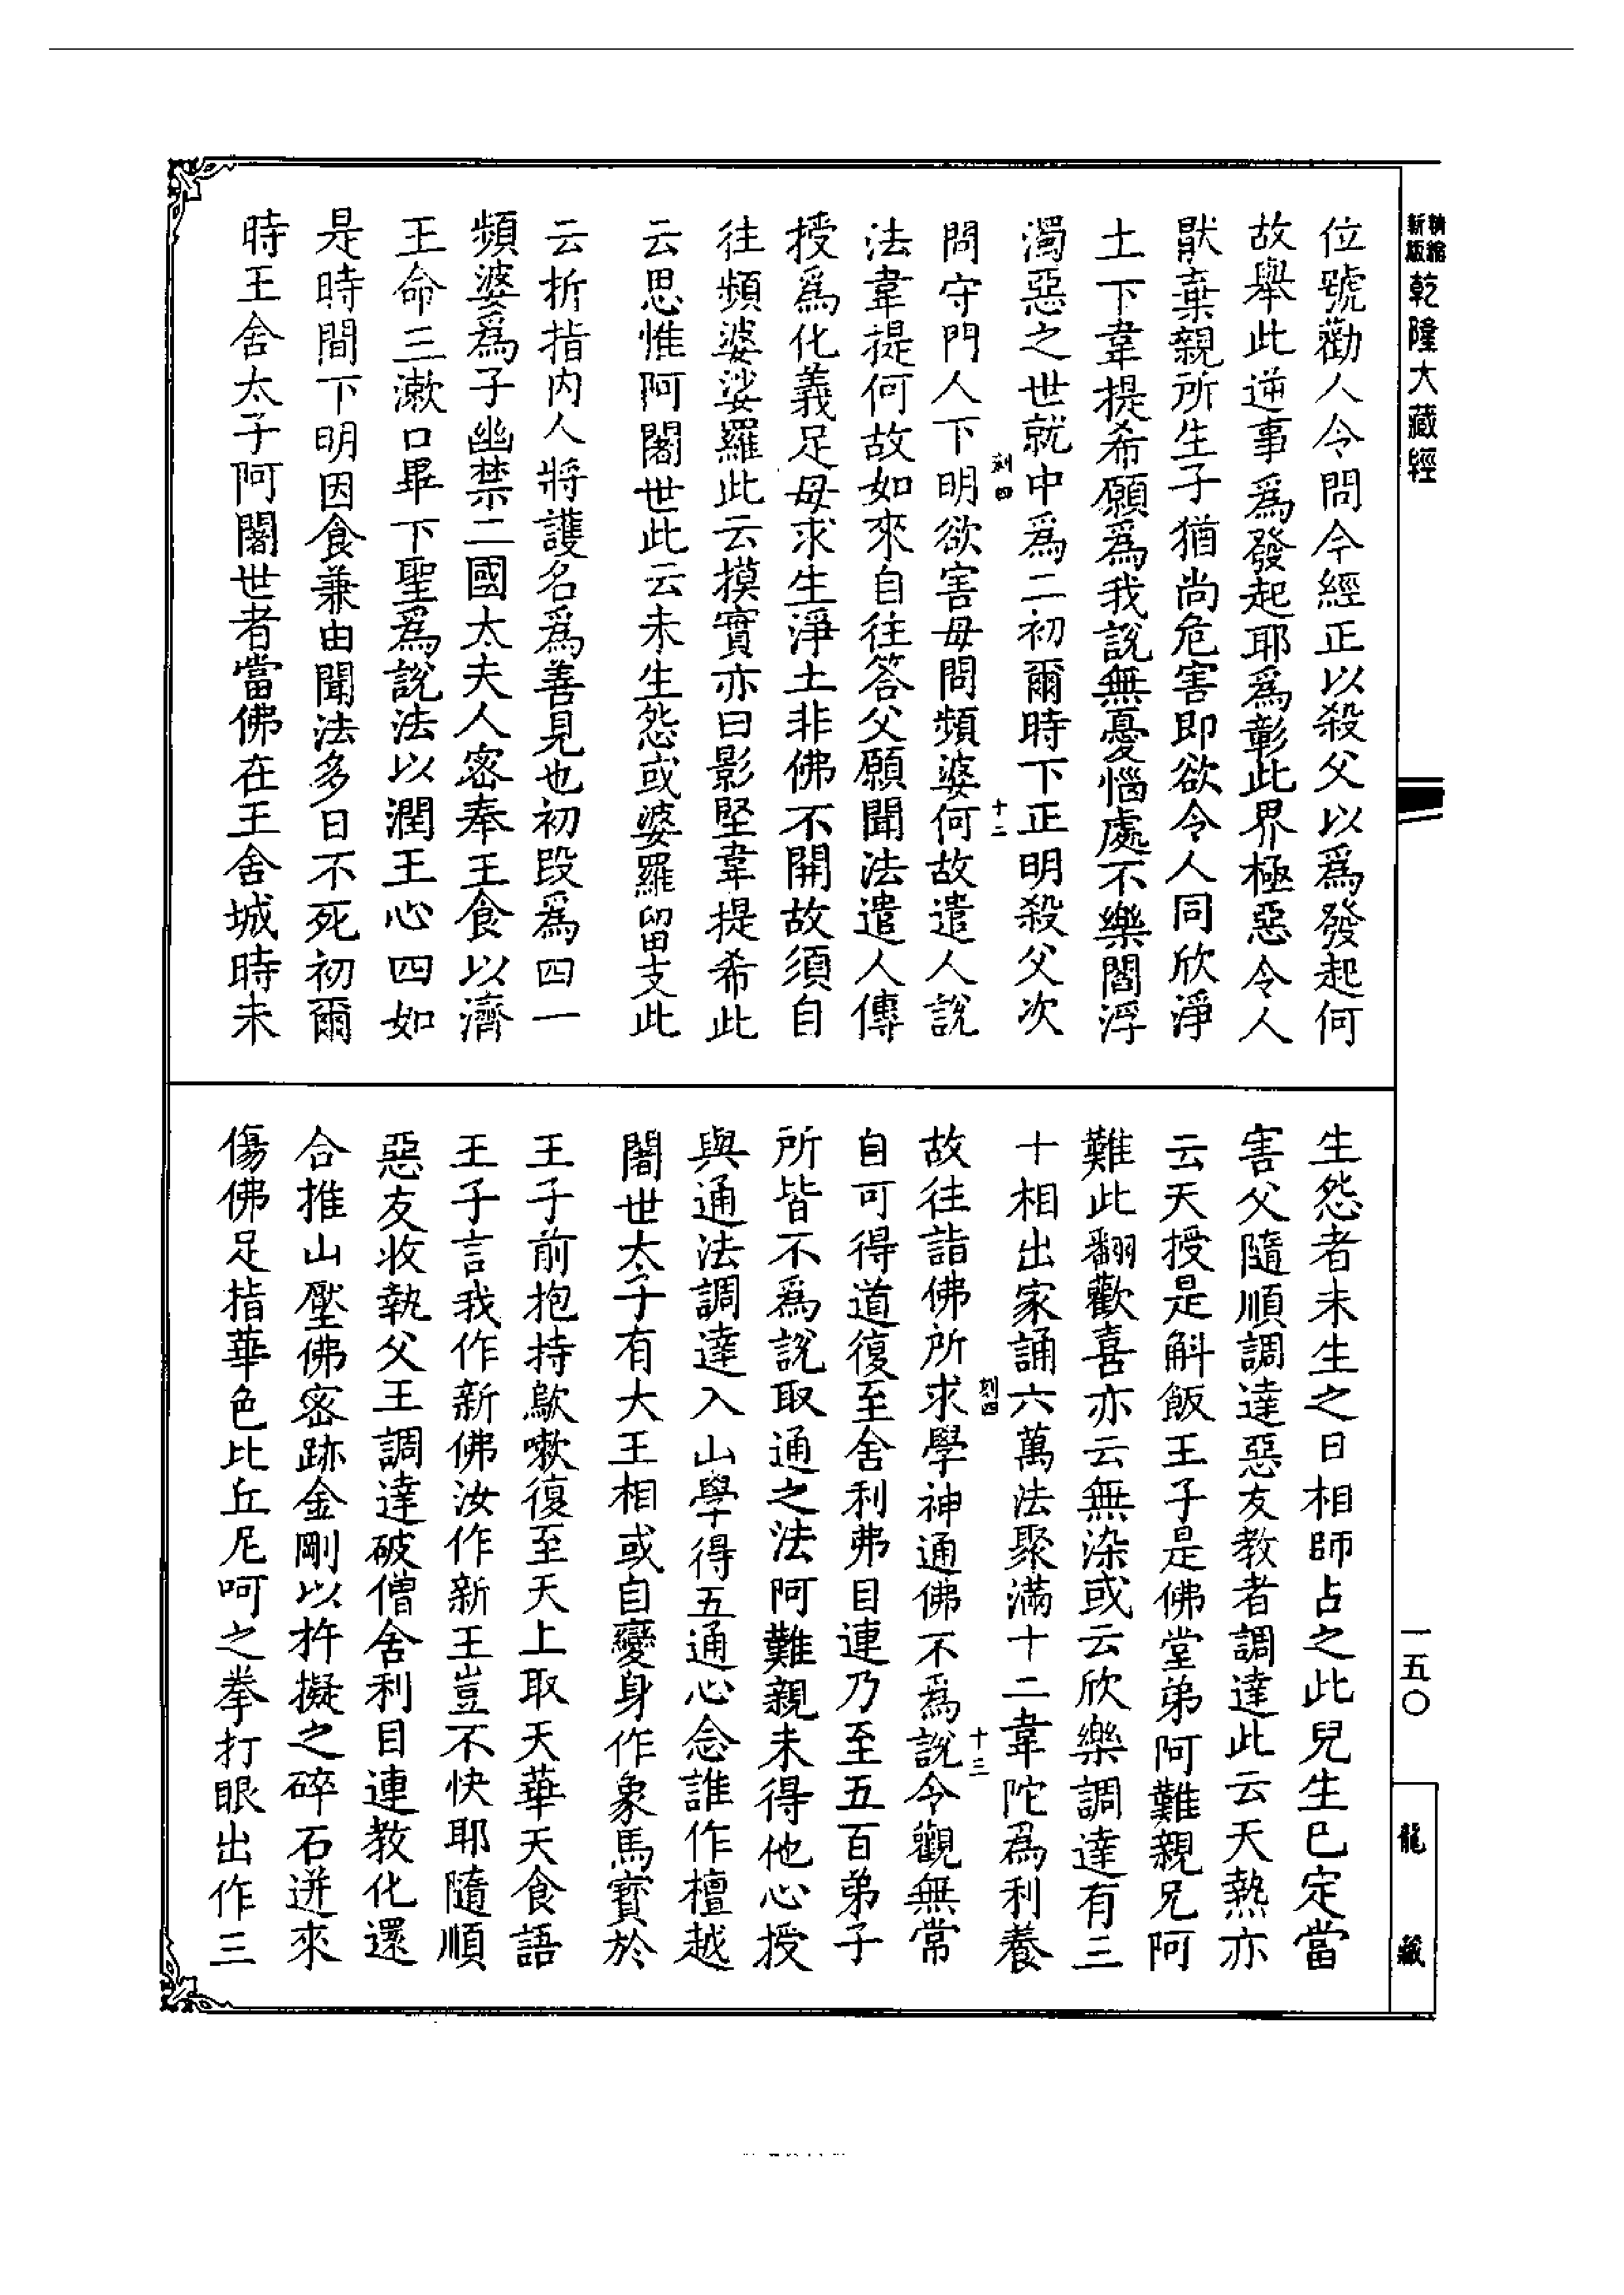 精縮新版乾隆大藏經
位號勸人令問今經正以殺父以爲發起何
故舉此逆事爲發起耶爲彰此界極惡令人
猒棄親所生子猶尚危害即欲令人同欣淨
土下韋提希願爲我說無憂惱處不樂閻浮
濁惡之世就中爲二初爾時下正明殺父次
刻四
十二
問守門人下明欲害母問頻婆何故遣人說
法韋提何故如來自往答父願聞法遣人傳
授爲化義足母求生淨土非佛不開故須自
往頻婆娑羅此云摸實亦曰影堅韋提希此
云思惟阿闍世此云未生怨或婆羅留支此
云折指内人將護名爲善見也初段爲四一
頻婆爲子幽禁二國太夫人密奉王食以濟
王命三漱口畢下聖爲說法以潤王心四如
是時間下明因食兼由聞法多日不死初爾
時王舍太子阿闍世者當佛在王舍城時未
生怨者未生之日相師占之此兒生已定當
害父隨順調達惡友教者調達此云天熱亦
云天授是斛飯王子是佛堂弟阿難親兄阿
難此翻歡喜亦云無染或云欣樂調達有三
十相出家誦六萬法聚滿十二韋陀爲利養
刻四
十三
故往詣佛所求學神通佛不爲說令觀無常
自可得道復至舍利弗目連乃至五百弟子
所皆不爲說取通之法阿難親未得他心授
與通法調達入山學得五通心念誰作檀越
闍世太子有大王相或自變身作象馬寶於
王子前抱持歍嗽復至天上取天華天食語
王子言我作新佛汝作新王豈不快耶隨順
惡友收執父王調達破僧舍利目連教化還
合推山壓佛密跡金剛以杵擬之碎石迸來
傷佛足指華色比丘尼呵之拳打眼出作三
一五〇
龍藏